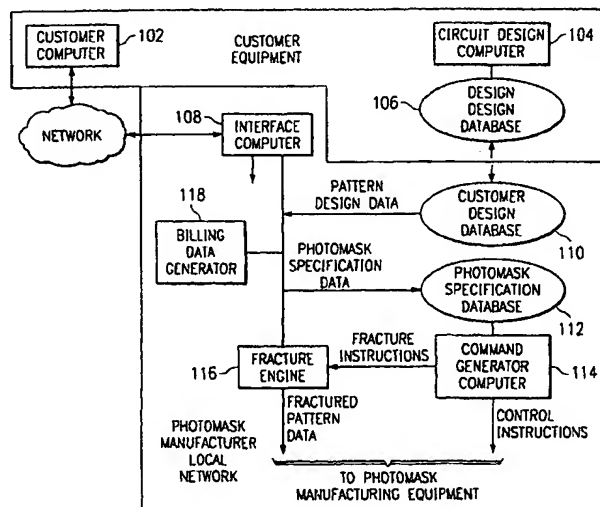 CUSTOMER
COMPUTER
102
CUSTOMER
EQUIPMENT
CIRCUIT DESIGN
COMPUTER
104
106
DESIGN
DESIGN
DATABASE
NETWORK
108
INTERFACE
COMPUTER
PATTERN
DESIGN DATA
CUSTOMER
DESIGN
DATABASE
110
118
BILLING
DATA
GENERATOR
PHOTOMASK
SPECIFICATION
DATA
PHOTOMASK
SPECIFICATION
DATABASE
112
FRACTURE
INSTRUCTIONS
116
FRACTURE
ENGINE
COMMAND
GENERATOR
COMPUTER
114
FRACTURED
PATTERN
DATA
CONTROL
INSTRUCTIONS
PHOTOMASK
MANUFACTURER
LOCAL
NETWORK
TO PHOTOMASK
MANUFACTURING EQUIPMENT